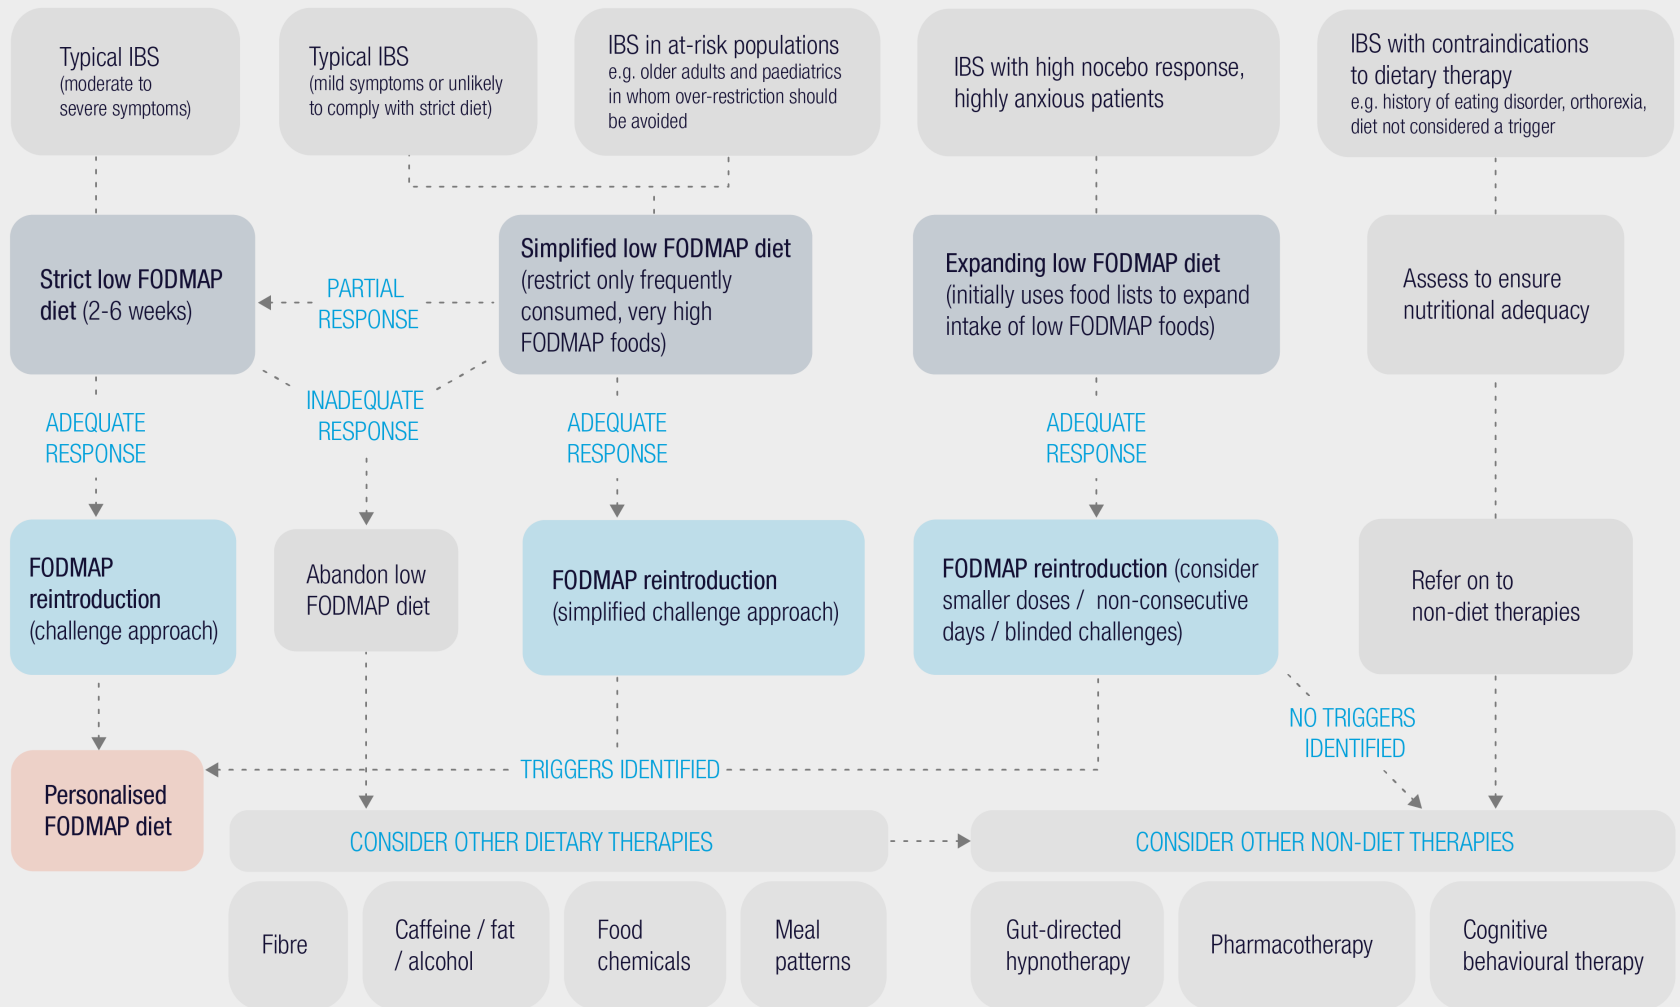 Typical IBS
(moderate to
severe symptoms)
Typical IBS
(mild symptoms or unlikely
to comply with strict diet)
IBS in at-risk populations
e.g. older adults and paediatrics
in whom over-restriction should
be avoided
IBS with high nocebo response,
highly anxious patients
IBS with contraindications
to dietary therapy
e.g. history of eating disorder, orthorexia,
diet not considered a trigger
Strict low FODMAP
diet (2-6 weeks)
PARTIAL
RESPONSE
Simplified low FODMAP diet
(restrict only frequently
consumed, very high
FODMAP foods)
Expanding low FODMAP diet
(initially uses food lists to expand
intake of low FODMAP foods)
Assess to ensure
nutritional adequacy
ADEQUATE
RESPONSE
INADEQUATE
RESPONSE
ADEQUATE
RESPONSE
ADEQUATE
RESPONSE
FODMAP
reintroduction
(challenge approach)
Abandon low
FODMAP diet
FODMAP reintroduction
(simplified challenge approach)
FODMAP reintroduction (consider
smaller doses / non-consecutive
days / blinded challenges)
Refer on to
non-diet therapies
NO TRIGGERS
IDENTIFIED
TRIGGERS IDENTIFIED
Personalised
FODMAP diet
CONSIDER OTHER DIETARY THERAPIES
CONSIDER OTHER NON-DIET THERAPIES
Fibre
Caffeine / fat
/ alcohol
Food
chemicals
Meal
patterns
Gut-directed
hypnotherapy
Pharmacotherapy
Cognitive
behavioural therapy